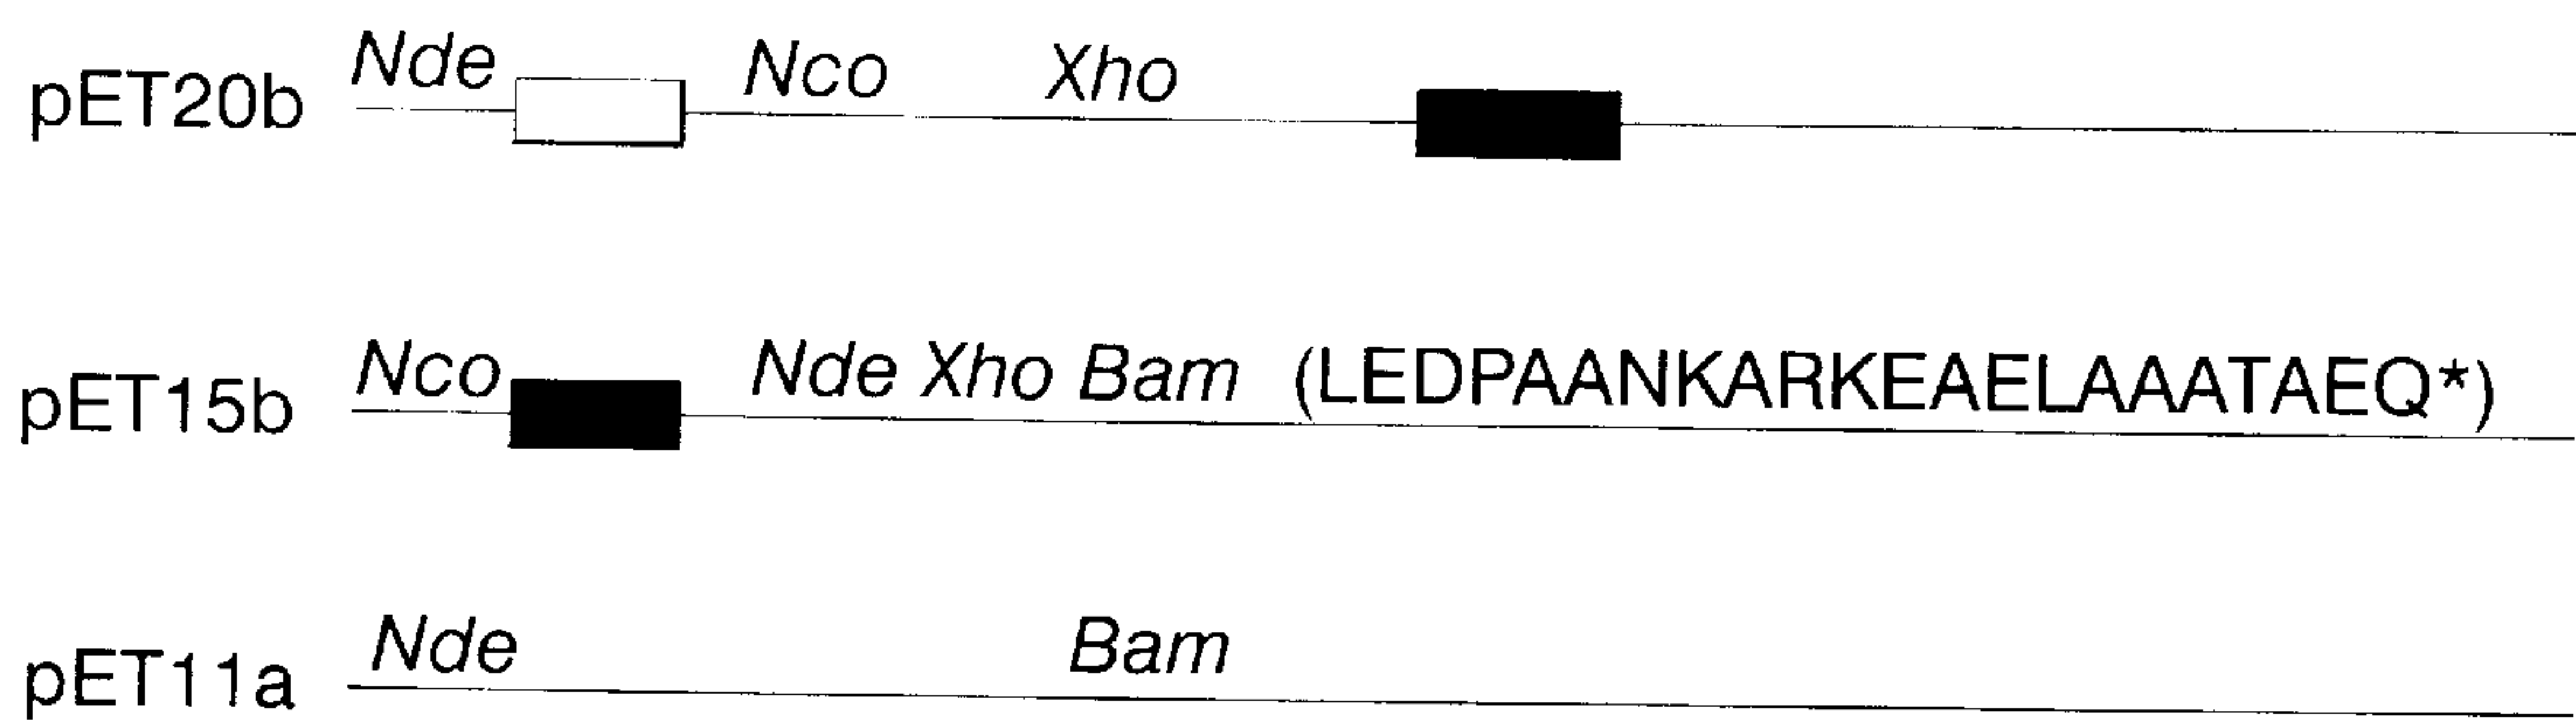 pET20b Nde Nco Xho
pET15b Nco Nde Xho Bam (LEDPAANKARKEAELAAATAEQ*)
pET11a Nde Bam